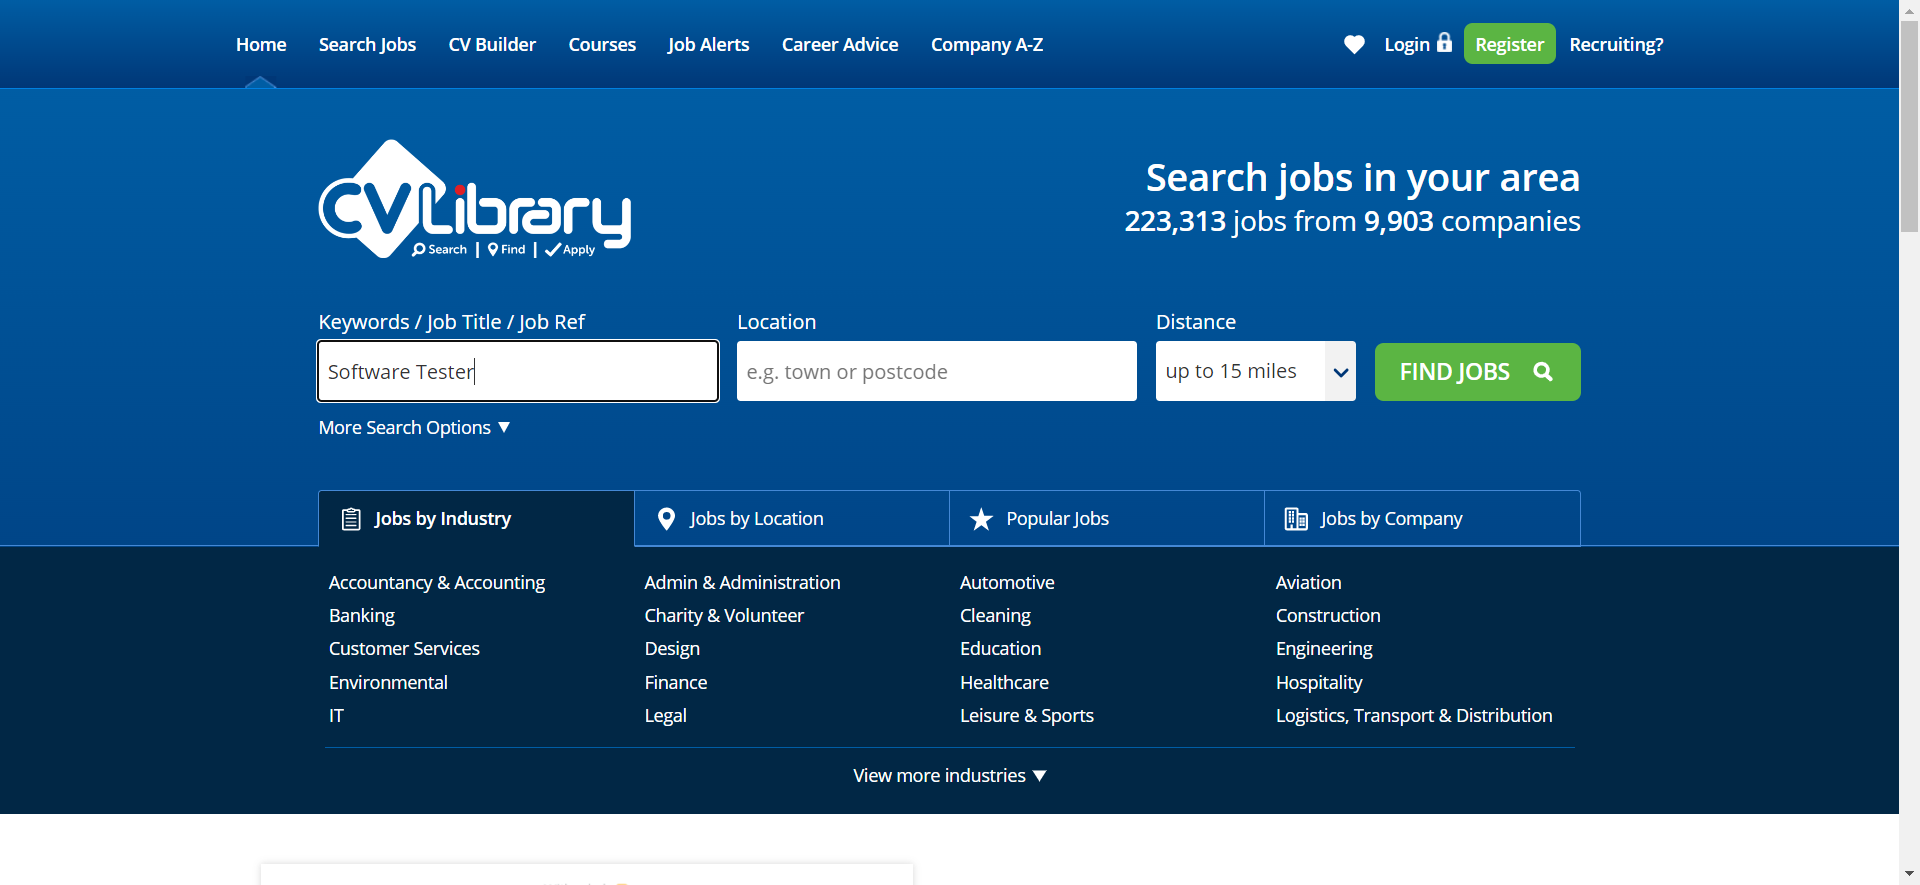 Home Search Jobs CV Builder Courses Job Alerts Career Advice Company A-Z Login Register Recruiting?
CV Library
Search | Find | Apply
Search jobs in your area
223,313 jobs from 9,903 companies
Keywords / Job Title / Job Ref Location Distance
Software Tester e.g. town or postcode up to 15 miles FIND JOBS
More Search Options ▼
Jobs by Industry Jobs by Location Popular Jobs Jobs by Company
Accountancy & Accounting Admin & Administration Automotive Aviation
Banking Charity & Volunteer Cleaning Construction
Customer Services Design Education Engineering
Environmental Finance Healthcare Hospitality
IT Legal Leisure & Sports Logistics, Transport & Distribution
View more industries ▼